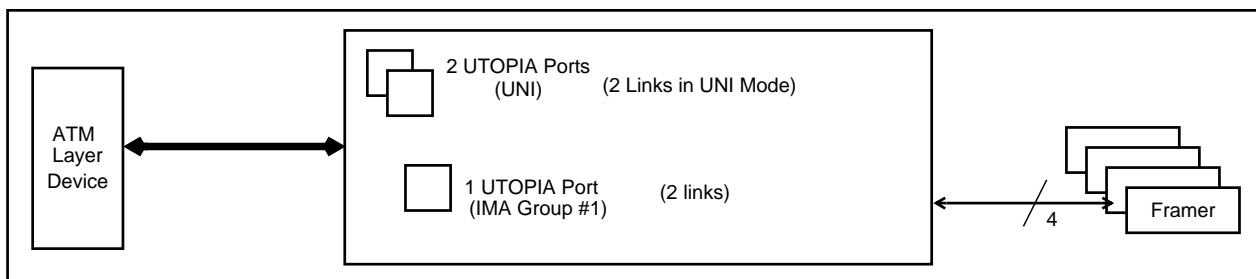 ATM
Layer
Device
2 UTOPIA Ports
(UNI)
(2 Links in UNI Mode)
1 UTOPIA Port
(IMA Group #1)
(2 links)
4
Framer